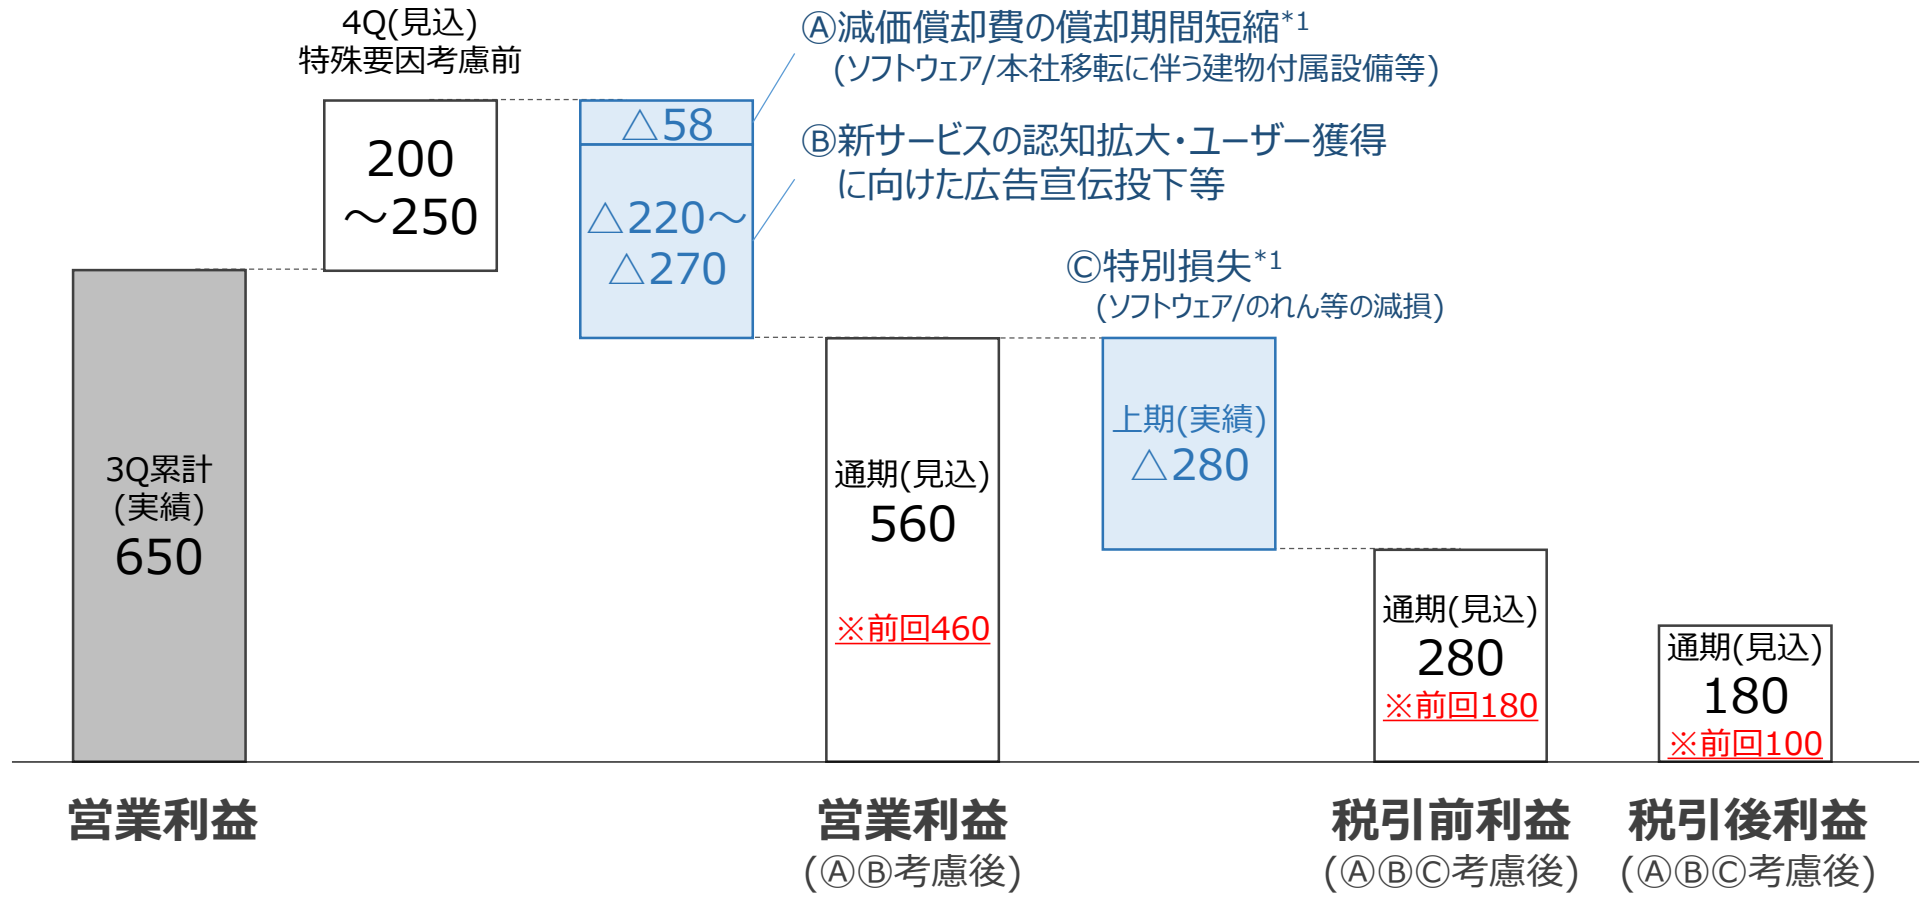 4Q(見込)
特殊要因考慮前
200
～250
△58
△220～
△270
Ⓐ減価償却費の償却期間短縮*1
(ソフトウェア/本社移転に伴う建物付属設備等)
Ⓑ新サービスの認知拡大・ユーザー獲得
に向けた広告宣伝投下等
Ⓒ特別損失*1
(ソフトウェア/のれん等の減損)
3Q累計
(実績)
650
通期(見込)
560
※前回460
上期(実績)
△280
通期(見込)
280
※前回180
通期(見込)
180
※前回100
営業利益
営業利益
(ⒶⒷ考慮後)
税引前利益
(ⒶⒷⒸ考慮後)
税引後利益
(ⒶⒷⒸ考慮後)